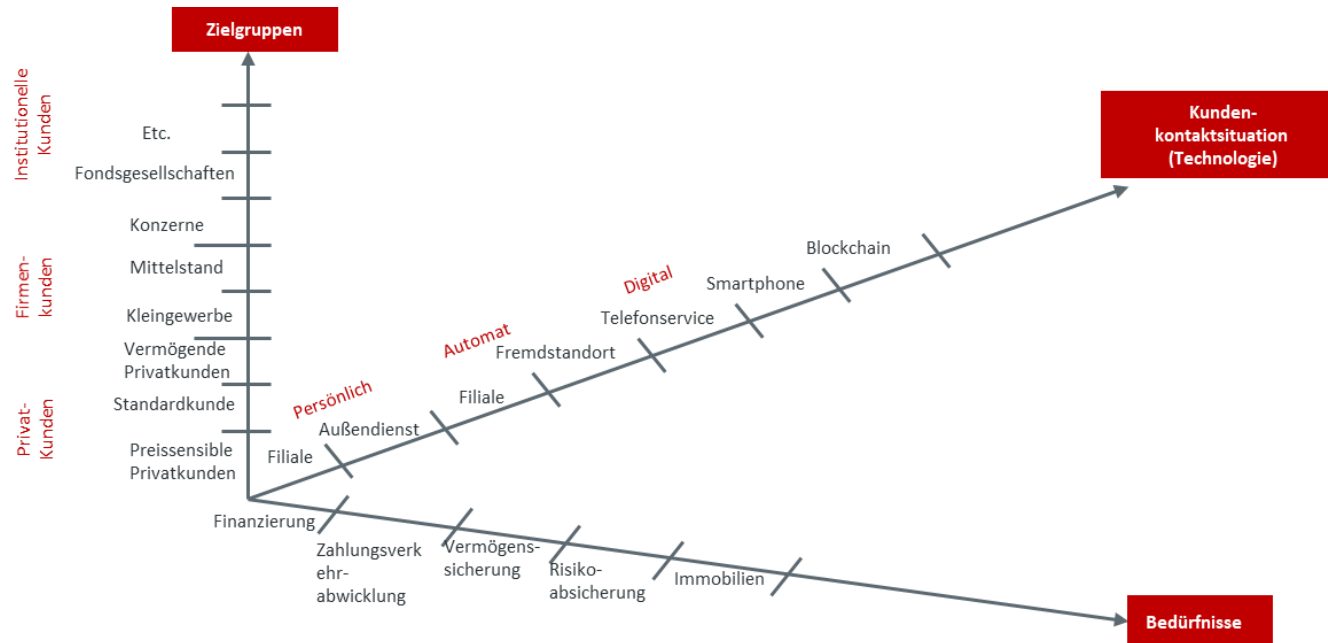 Zielgruppen
Institutionelle
Kunden
Firmen-
kunden
Privat-
Kunden
Etc.
Fondsgesellschaften
Konzerne
Mittelstand
Kleingewerbe
Vermögende
Privatkunden
Standardkunde
Preissensible
Privatkunden
Kunden-
kontaktsituation
(Technologie)
Persönlich
Automat
Digital
Filiale
Außendienst
Filiale
Fremdstandort
Telefonservice
Smartphone
Blockchain
Finanzierung
Zahlungsverk
ehr-
abwicklung
Vermögens-
sicherung
Risiko-
absicherung
Immobilien
Bedürfnisse